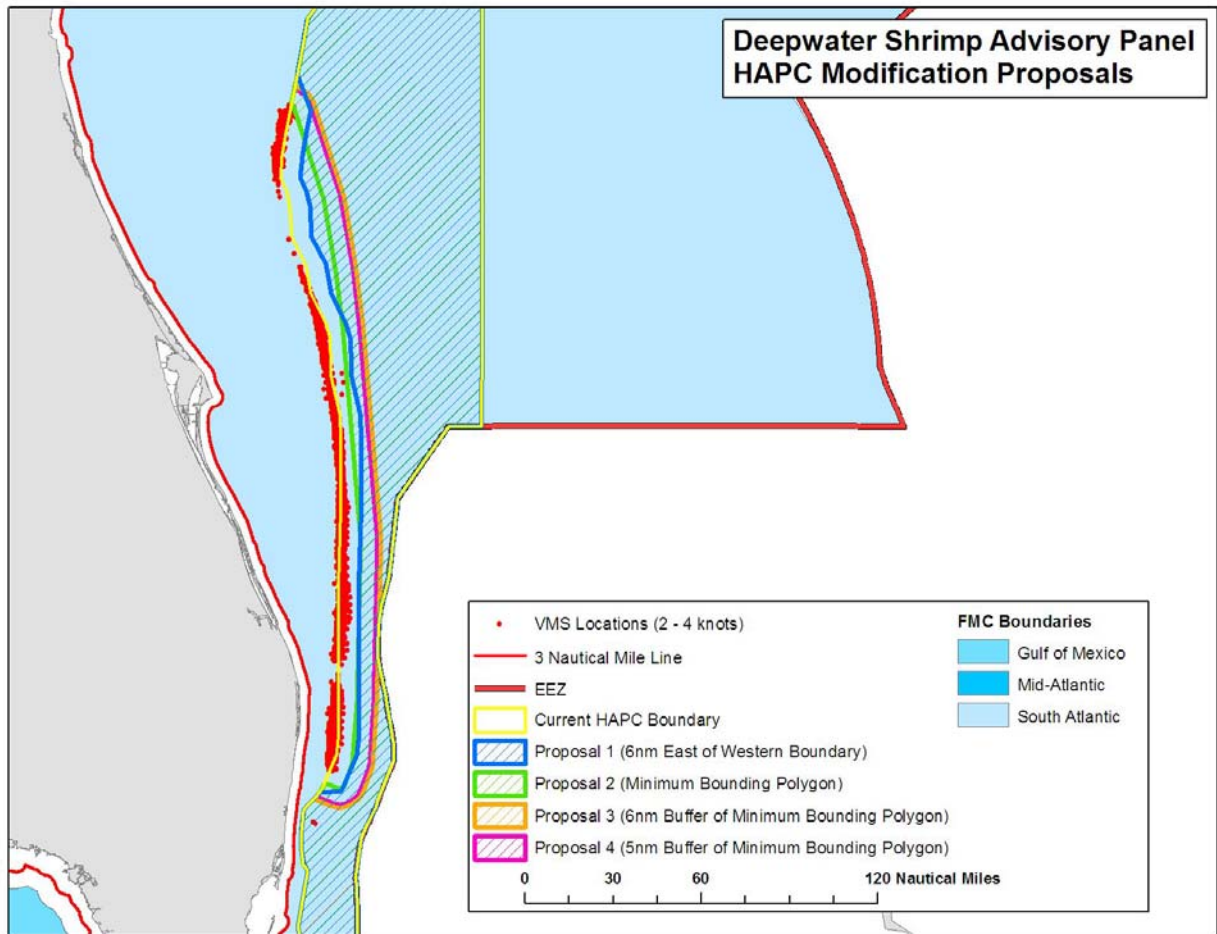 Deepwater Shrimp Advisory Panel
HAPC Modification Proposals
VMS Locations (2 - 4 knots)
3 Nautical Mile Line
EEZ
Current HAPC Boundary
Proposal 1 (6nm East of Western Boundary)
Proposal 2 (Minimum Bounding Polygon)
Proposal 3 (6nm Buffer of Minimum Bounding Polygon)
Proposal 4 (5nm Buffer of Minimum Bounding Polygon)
FMC Boundaries
Gulf of Mexico
Mid-Atlantic
South Atlantic
0 30 60 120 Nautical Miles